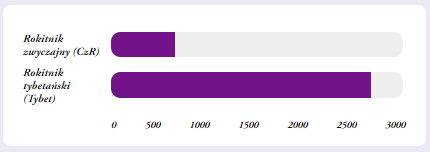 Rokitnik
zwyczajny (CzR)
Rokitnik
tybetański
(Tybet)
0 500 1000 1500 2000 2500 3000